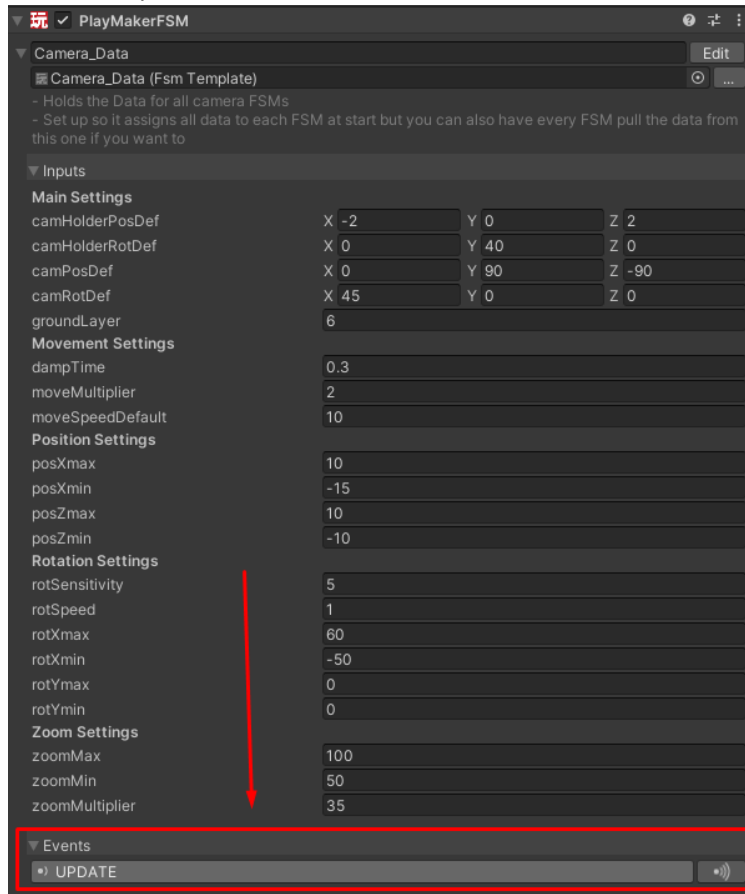 玩 PlayMakerFSM
Camera_Data Edit
Camera_Data (Fsm Template) ...
- Holds the Data for all camera FSMs
- Set up so it assigns all data to each FSM at start but you can also have every FSM pull the data from
this one if you want to
Inputs
Main Settings
camHolderPosDef X -2 Y 0 Z 2
camHolderRotDef X 0 Y 40 Z 0
camPosDef X 0 Y 90 Z -90
camRotDef X 45 Y 0 Z 0
groundLayer 6
Movement Settings
dampTime 0.3
moveMultiplier 2
moveSpeedDefault 10
Position Settings
posXmax 10
posXmin -15
posZmax 10
posZmin -10
Rotation Settings
rotSensitivity 5
rotSpeed 1
rotXmax 60
rotXmin -50
rotYmax 0
rotYmin 0
Zoom Settings
zoomMax 100
zoomMin 50
zoomMultiplier 35
Events
UPDATE